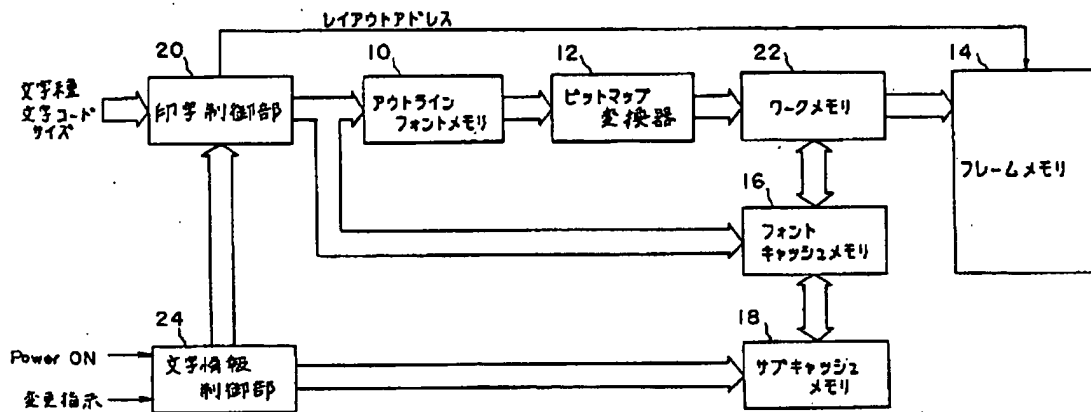 レイアウトアドレス
20
10
12
22
14
文字種
文字コード
サイズ
印字制御部
アウトライン
フォントメモリ
ビットマップ
変換器
ワークメモリ
フレームメモリ
16
フォント
キャッシュメモリ
24
18
Power ON
変更指示
文字情報
制御部
サブキャッシュ
メモリ